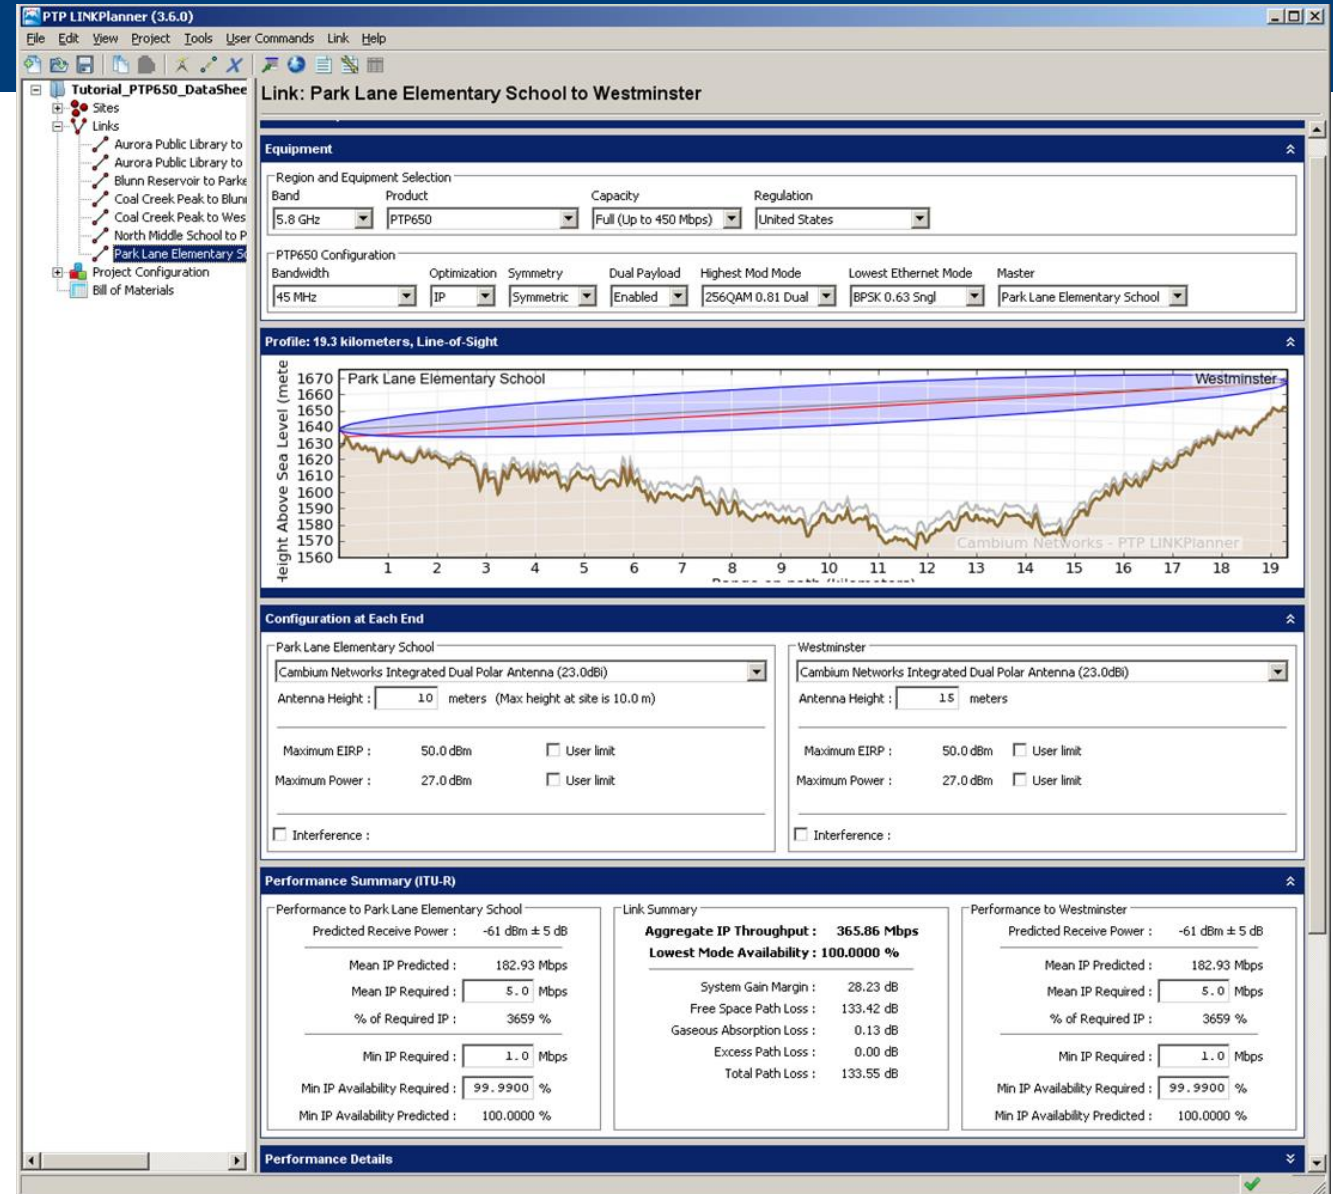 PTP LINKPlanner (3.6.0)
File Edit View Project Tools User Commands Link Help
Tutorial_PTP650_DataShee
Sites
Links
Aurora Public Library to
Aurora Public Library to
Blunn Reservoir to Parke
Coal Creek Peak to Blun
Coal Creek Peak to Wes
North Middle School to P
Park Lane Elementary Sc
Project Configuration
Bill of Materials
Link: Park Lane Elementary School to Westminster
Equipment
Region and Equipment Selection
Band Product Capacity Regulation
5.8 GHz PTP650 Full (Up to 450 Mbps) United States
PTP650 Configuration
Bandwidth Optimization Symmetry Dual Payload Highest Mod Mode Lowest Ethernet Mode Master
45 MHz IP Symmetric Enabled 256QAM 0.81 Dual BPSK 0.63 Sngl Park Lane Elementary School
Profile: 19.3 kilometers, Line-of-Sight
Height Above Sea Level (mete
1670
1660
1650
1640
1630
1620
1610
1600
1590
1580
1570
1560
Park Lane Elementary School
Westminster
Cambium Networks - PTP LINKPlanner
1 2 3 4 5 6 7 8 9 10 11 12 13 14 15 16 17 18 19
Range on path (kilometers)
Configuration at Each End
Park Lane Elementary School
Cambium Networks Integrated Dual Polar Antenna (23.0dBi)
Antenna Height : 10 meters (Max height at site is 10.0 m)
Maximum EIRP : 50.0 dBm User limit
Maximum Power : 27.0 dBm User limit
Interference :
Westminster
Cambium Networks Integrated Dual Polar Antenna (23.0dBi)
Antenna Height : 15 meters
Maximum EIRP : 50.0 dBm User limit
Maximum Power : 27.0 dBm User limit
Interference :
Performance Summary (ITU-R)
Performance to Park Lane Elementary School
Predicted Receive Power : -61 dBm ± 5 dB
Mean IP Predicted : 182.93 Mbps
Mean IP Required : 5.0 Mbps
% of Required IP : 3659 %
Min IP Required : 1.0 Mbps
Min IP Availability Required : 99.9900 %
Min IP Availability Predicted : 100.0000 %
Link Summary
Aggregate IP Throughput : 365.86 Mbps
Lowest Mode Availability : 100.0000 %
System Gain Margin : 28.23 dB
Free Space Path Loss : 133.42 dB
Gaseous Absorption Loss : 0.13 dB
Excess Path Loss : 0.00 dB
Total Path Loss : 133.55 dB
Performance to Westminster
Predicted Receive Power : -61 dBm ± 5 dB
Mean IP Predicted : 182.93 Mbps
Mean IP Required : 5.0 Mbps
% of Required IP : 3659 %
Min IP Required : 1.0 Mbps
Min IP Availability Required : 99.9900 %
Min IP Availability Predicted : 100.0000 %
Performance Details